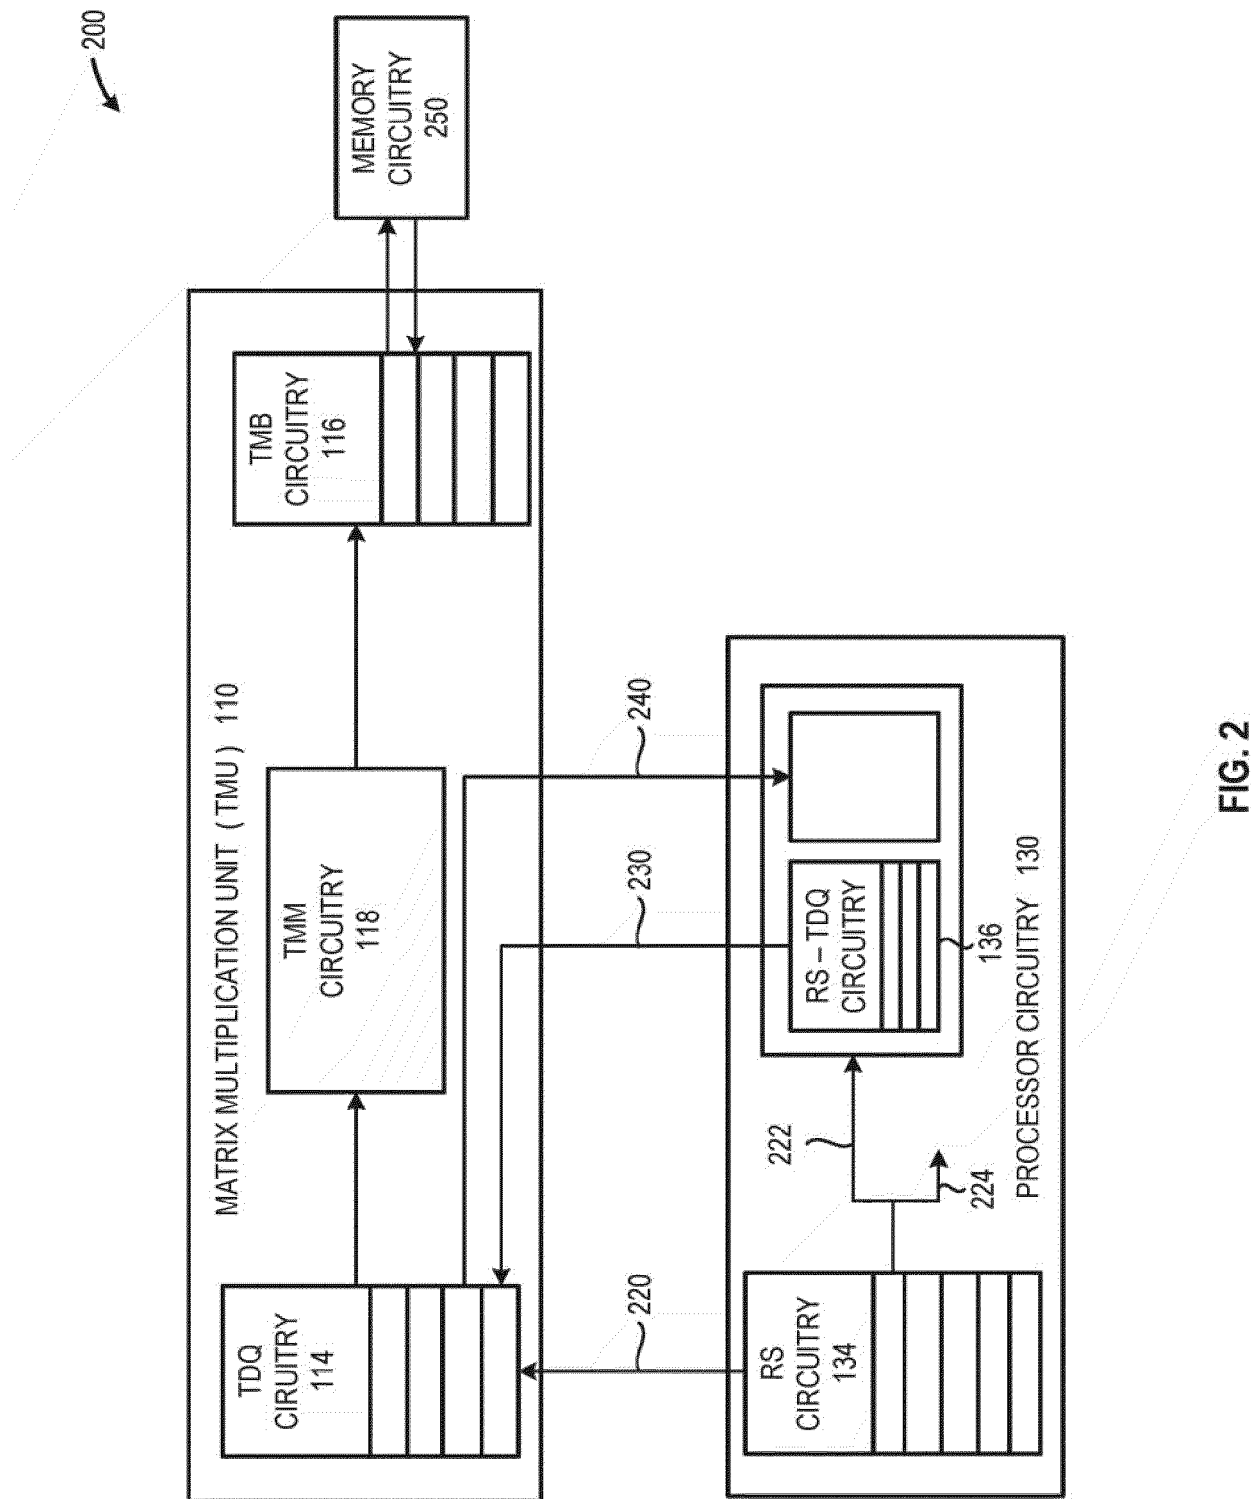 200
MEMORY
CIRCUITRY
250
MATRIX MULTIPLICATION UNIT ( TMU ) 110
TDQ
CIRUITRY
114
TMM
CIRCUITRY
118
TMB
CIRCUITRY
116
220
230
240
RS
CIRCUITRY
134
222
224
RS – TDQ
CIRCUITRY
136
PROCESSOR CIRCUITRY 130
FIG. 2